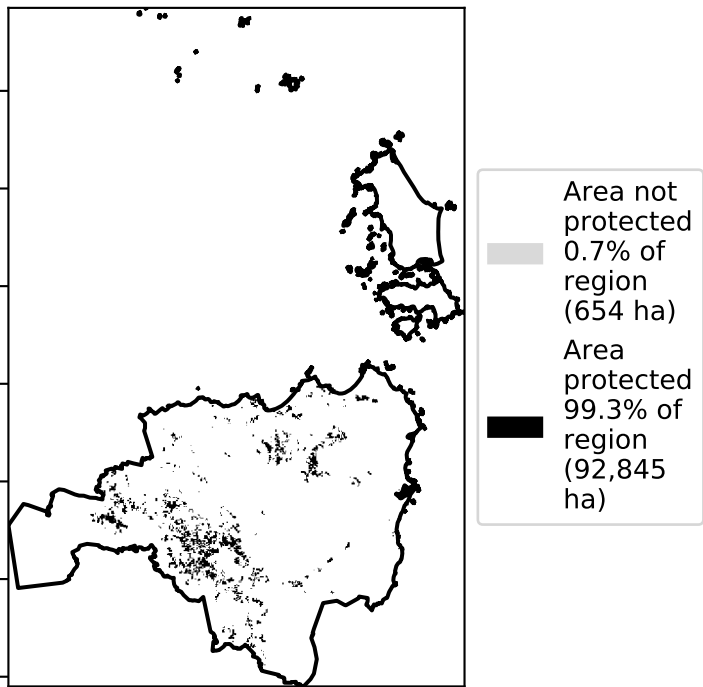 Area not
protected
0.7% of
region
(654 ha)
Area
protected
99.3% of
region
(92,845
ha)